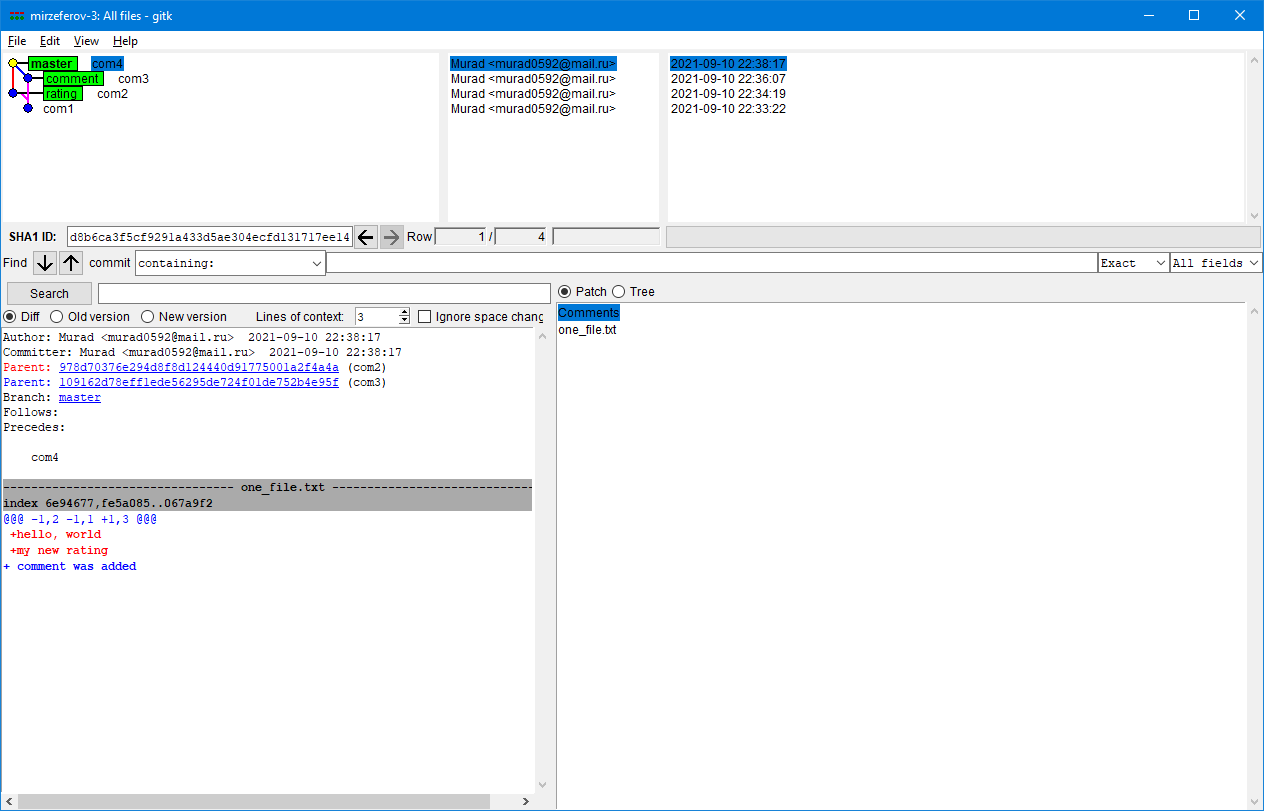 mirzeferov-3: All files - gitk
File Edit View Help
master com4 Murad <murad0592@mail.ru> 2021-09-10 22:38:17
comment com3 Murad <murad0592@mail.ru> 2021-09-10 22:36:07
rating com2 Murad <murad0592@mail.ru> 2021-09-10 22:34:19
com1 Murad <murad0592@mail.ru> 2021-09-10 22:33:22
SHA1 ID: d8b6ca3f5cf9291a433d5ae304ecfd131717ee14 Row 1 / 4
Find commit containing: Exact All fields
Search
Patch Tree
Diff Old version New version Lines of context: 3 Ignore space chang
Comments
one_file.txt
Author: Murad <murad0592@mail.ru> 2021-09-10 22:38:17
Committer: Murad <murad0592@mail.ru> 2021-09-10 22:38:17
Parent: 978d70376e294d8f8d124440d91775001a2f4a4a (com2)
Parent: 109162d78eff1ede56295de724f01de752b4e95f (com3)
Branch: master
Follows:
Precedes:
com4
--------------------------------- one_file.txt -----------------------------
index 6e94677,fe5a085..067a9f2
@@@ -1,2 -1,1 +1,3 @@@
+hello, world
+my new rating
+ comment was added